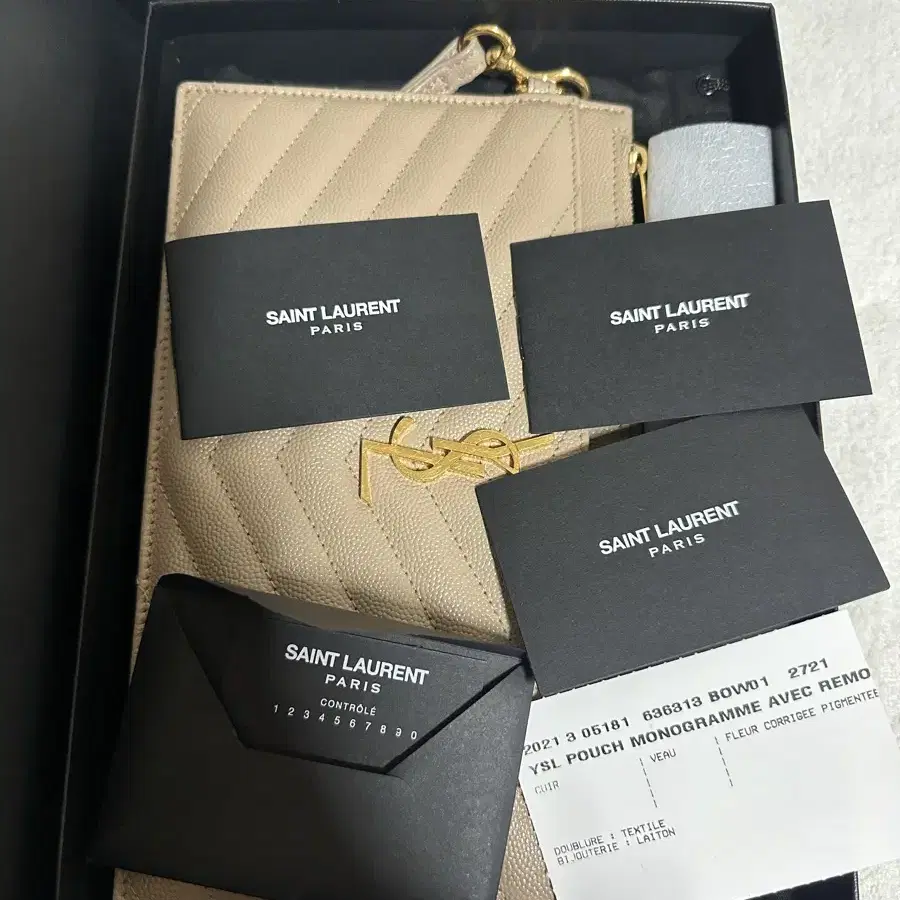 SAINT LAURENT
PARIS
SAINT LAURENT
PARIS
YSL
SAINT LAURENT
PARIS
SAINT LAURENT
PARIS
CONTRÔLÉ
1 2 3 4 5 6 7 8 9 0
2021 3 05181 636313 BOW01 2721
YSL POUCH MONOGRAMME AVEC REMO
CUIR | VEAU | FLEUR CORRIGEE PIGMENTEE
DOUBLURE : TEXTILE
BIJOUTERIE : LAITON